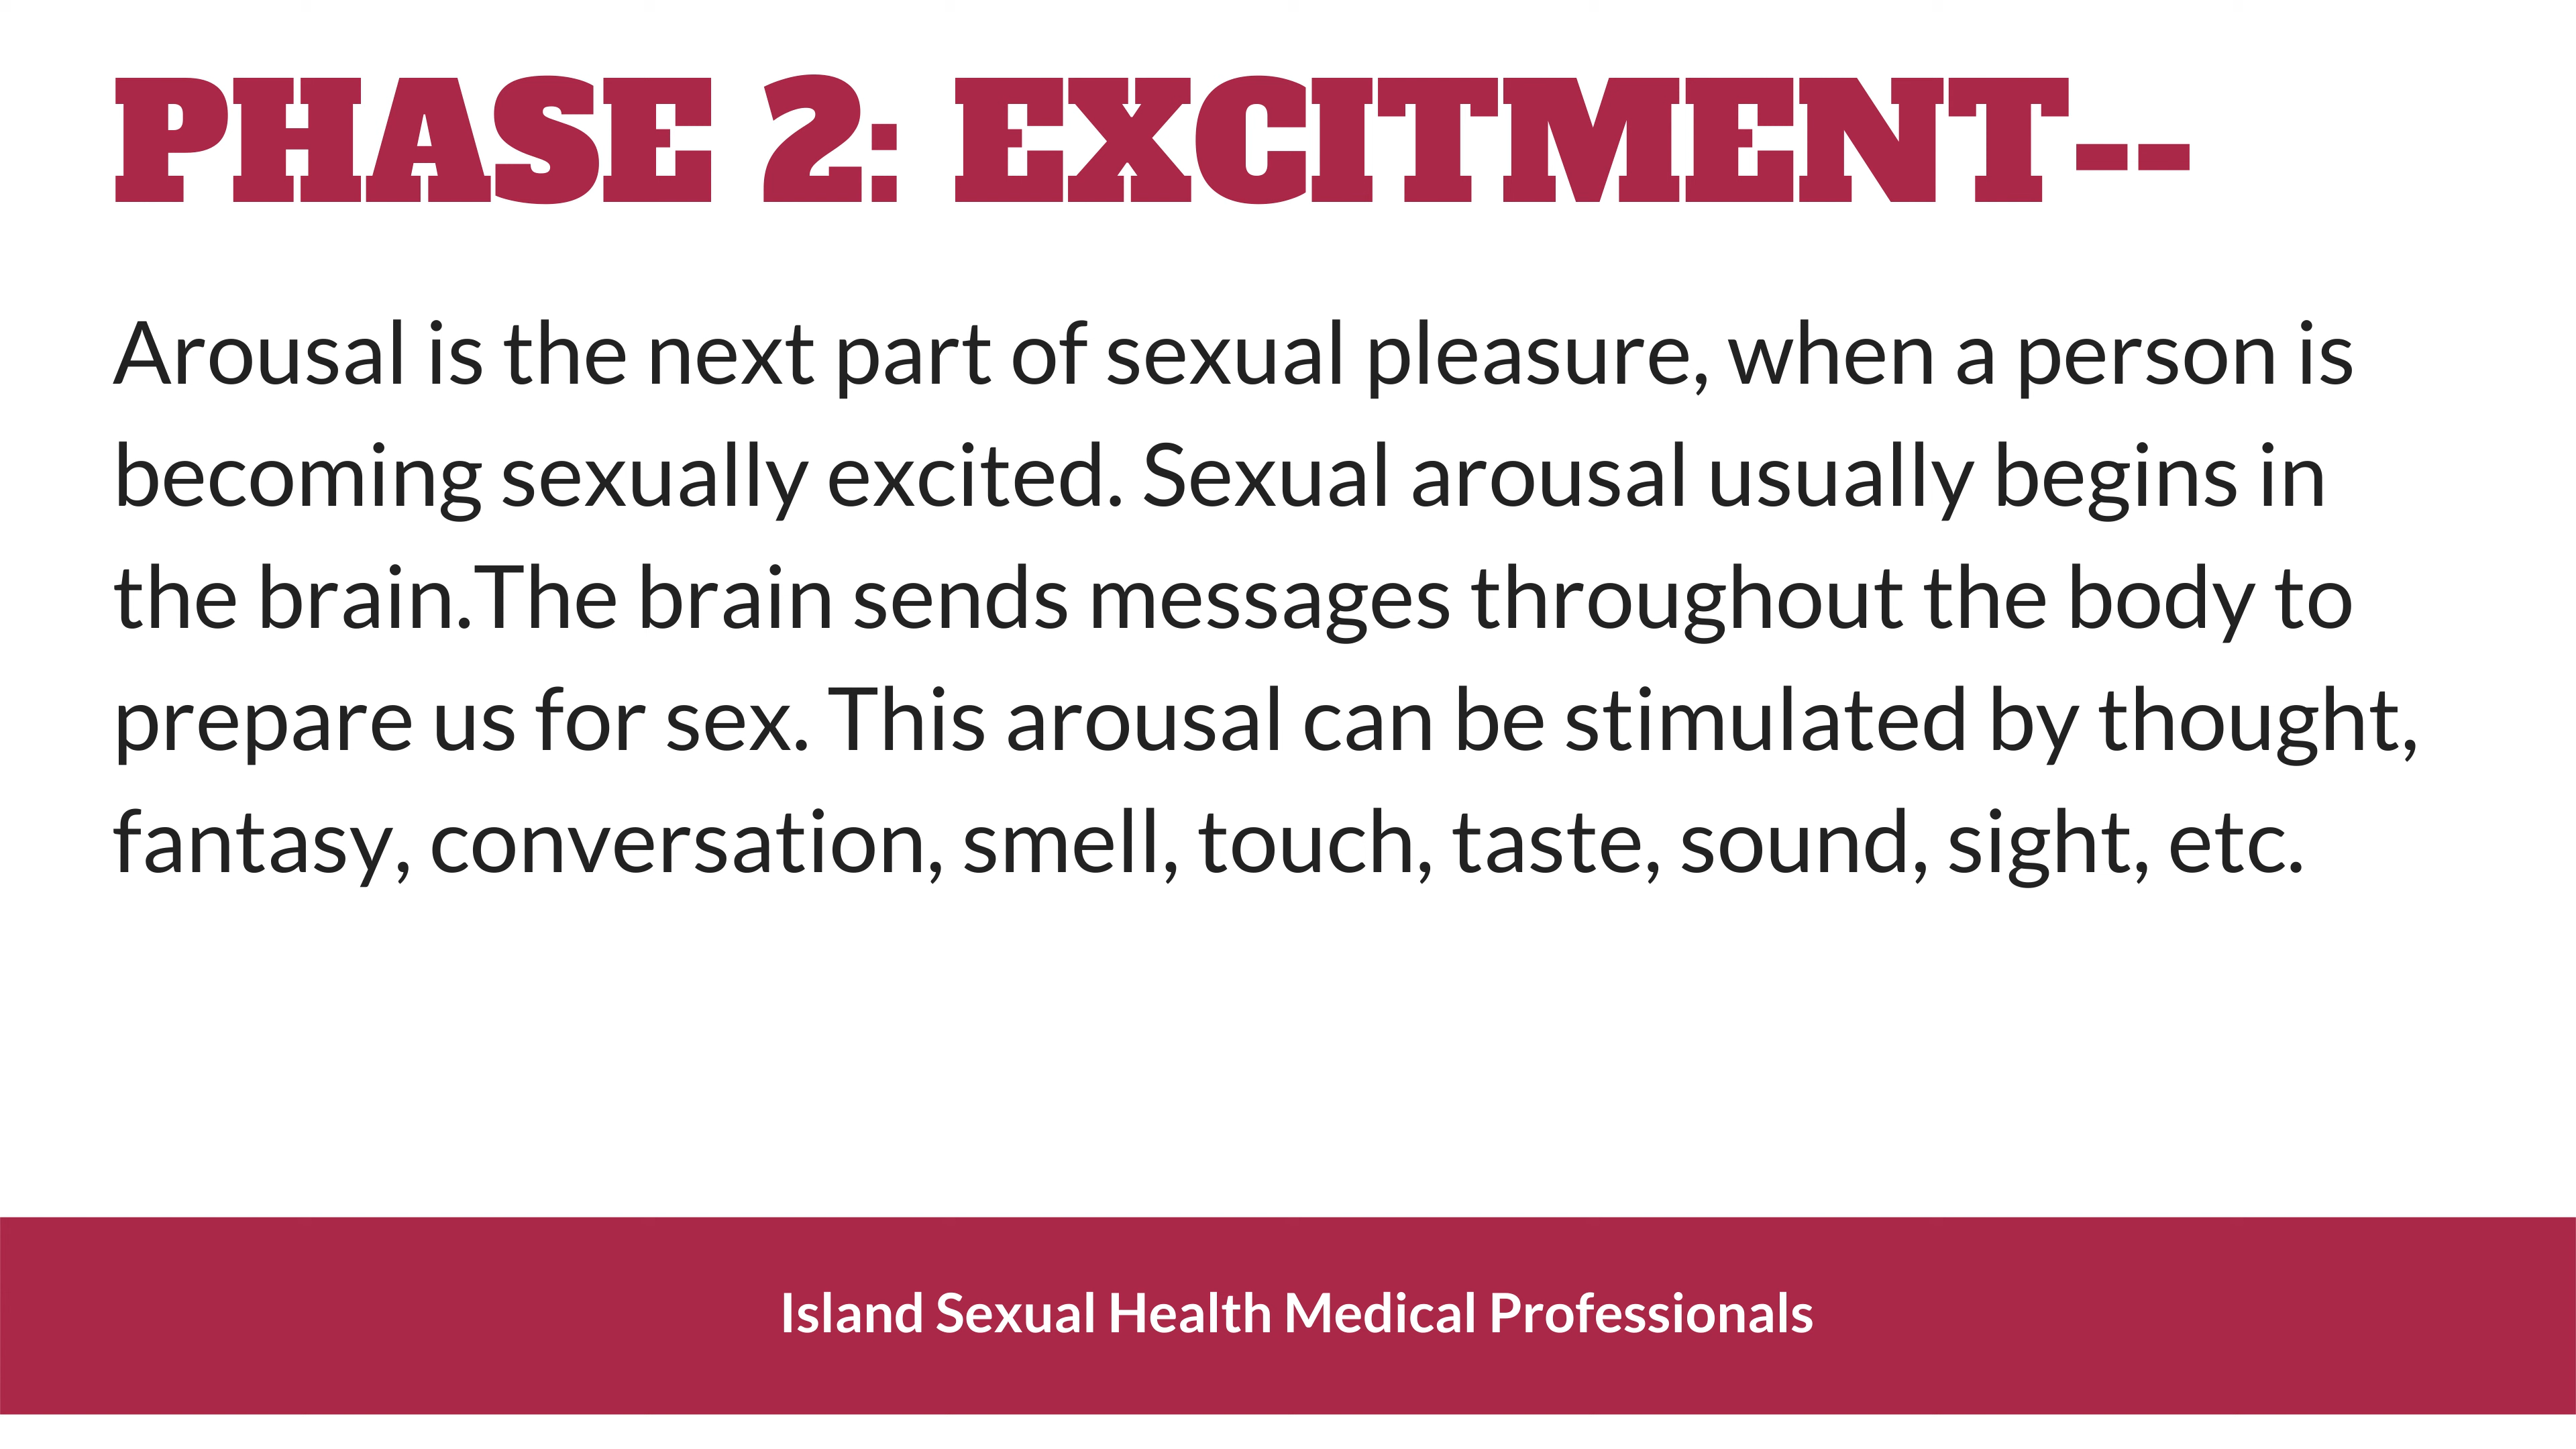 PHASE 2: EXCITMENT--
Arousal is the next part of sexual pleasure, when a person is
becoming sexually excited. Sexual arousal usually begins in
the brain.The brain sends messages throughout the body to
prepare us for sex. This arousal can be stimulated by thought,
fantasy, conversation, smell, touch, taste, sound, sight, etc.
Island Sexual Health Medical Professionals